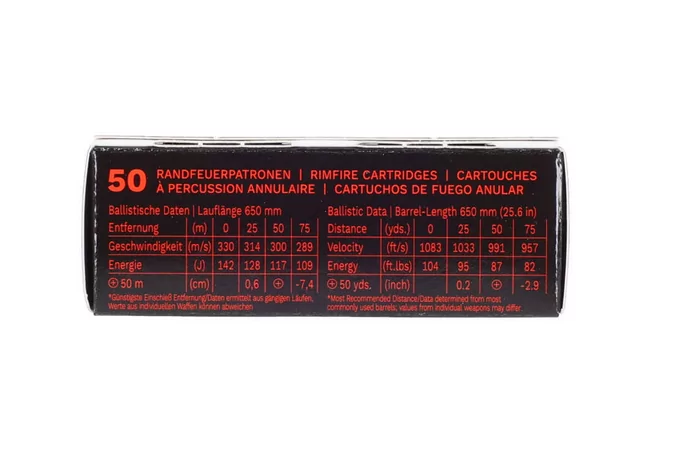 50 RANDFEUERPATRONEN | RIMFIRE CARTRIDGES | CARTOUCHES
À PERCUSSION ANNULAIRE | CARTUCHOS DE FUEGO ANULAR
Ballistische Daten | Lauflänge 650 mm
Entfernung (m) 0 25 50 75
Geschwindigkeit (m/s) 330 314 300 289
Energie (J) 142 128 117 109
⊕ 50 m (cm) 0,6 ⊕ -7,4
*Günstigste Einschieß Entfernung/Daten ermittelt aus gängigen Läufen,
Werte aus individuellen Waffen können abweichen
Ballistic Data | Barrel-Length 650 mm (25.6 in)
Distance (yds.) 0 25 50 75
Velocity (ft/s) 1083 1033 991 957
Energy (ft.lbs) 104 95 87 82
⊕ 50 yds. (inch) 0.2 ⊕ -2.9
*Most Recommended Distance/Data determined from most
commonly used barrels; values from individual weapons may differ.